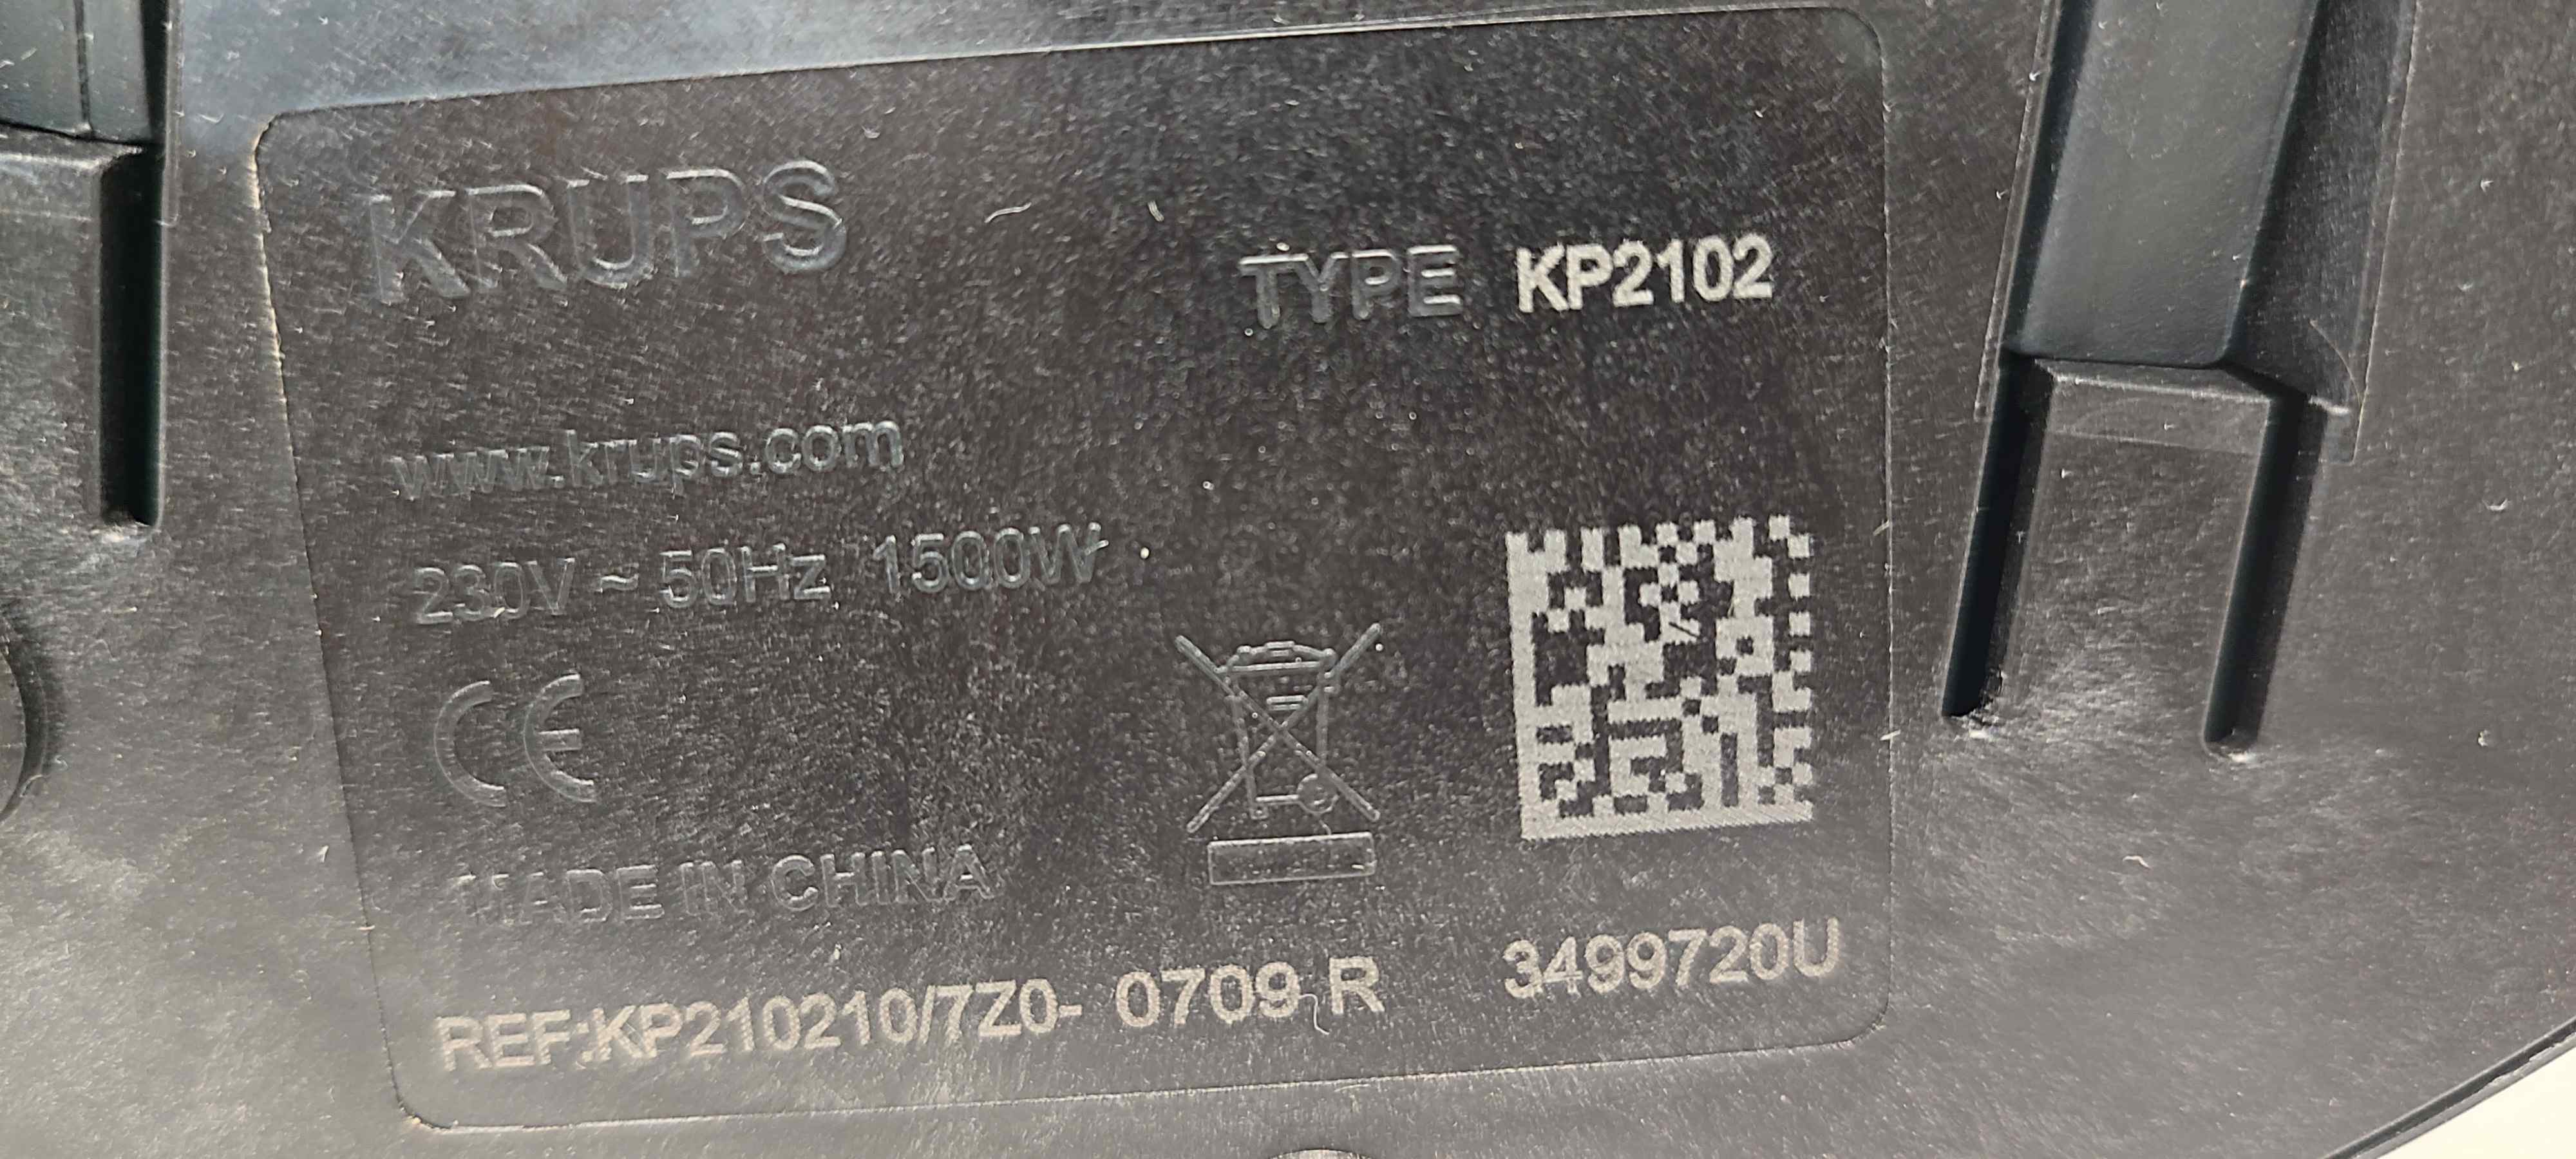 KRUPS
TYPE KP2102
www.krups.com
230V ~ 50Hz 1500W
CE
MADE IN CHINA
REF:KP210210/7Z0- 0709 R 3499720U